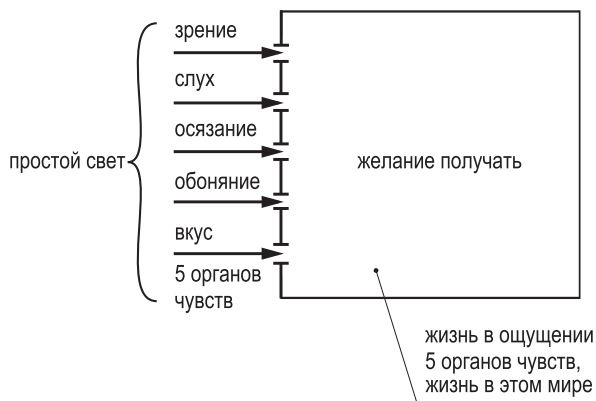 зрение
слух
осязание
простой свет
желание получать
обоняние
вкус
5 органов
чувств
жизнь в ощущении
5 органов чувств,
жизнь в этом мире